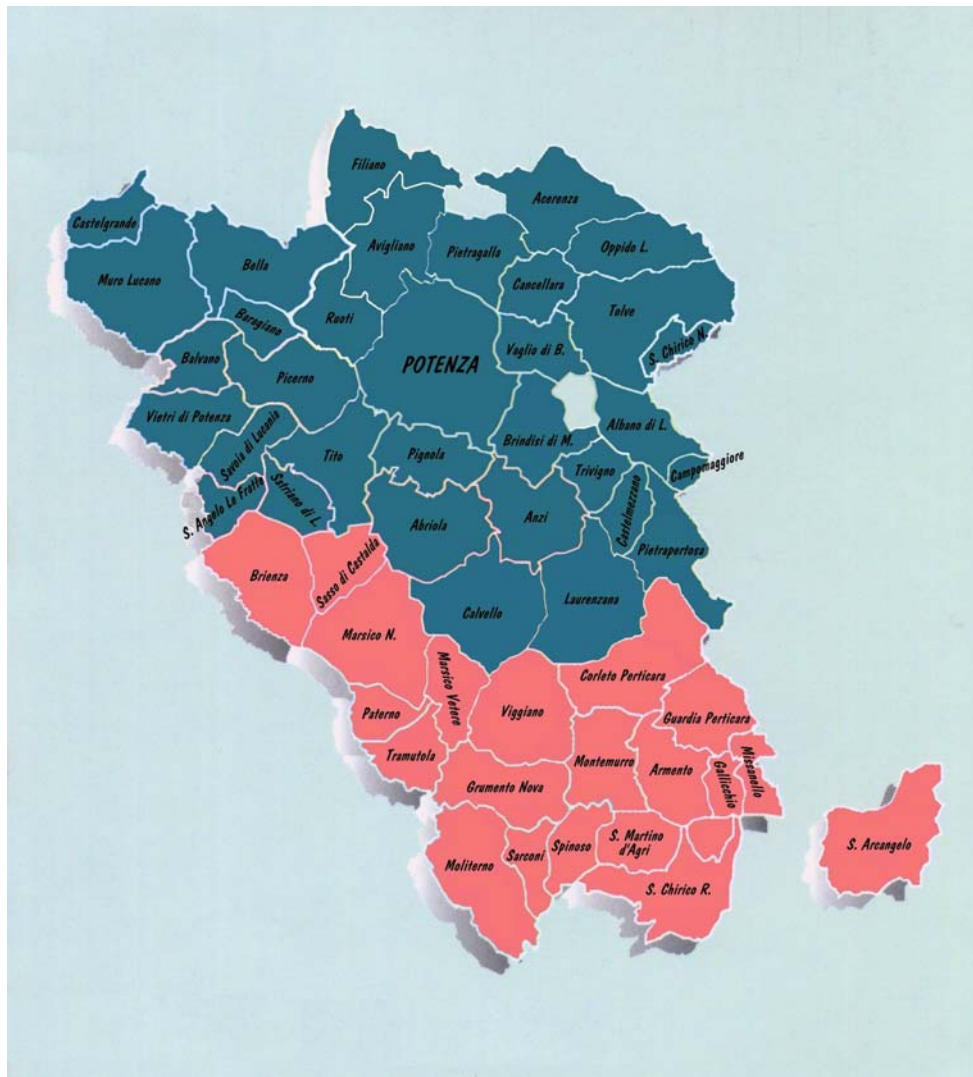 Filiano
Acerenza
Castelgrande
Avigliano
Pietragalla
Oppido L.
Bella
Muro Lucano
Cancellara
Tolve
Baragiano
Ruoti
S. Chirico N.
Vaglio di B.
Balvano
POTENZA
Picerno
Vietri di Potenza
Savoia di Lucania
Albano di L.
Brindisi di M.
Tito
Pignola
Campomaggiore
Trivigno
S. Angelo Le Fratte
Satriano di L.
Castelmezzano
Abriola
Anzi
Pietrapertosa
Brienza
Sasso di Castalda
Laurenzana
Calvello
Marsico N.
Corleto Perticara
Marsico Vetere
Paterno
Viggiano
Guardia Perticara
Tramutola
Montemurro
Armento
Gallicchio
Missanello
Grumento Nova
S. Martino
d'Agri
Spinoso
Sarconi
Moliterno
S. Chirico R.
S. Arcangelo